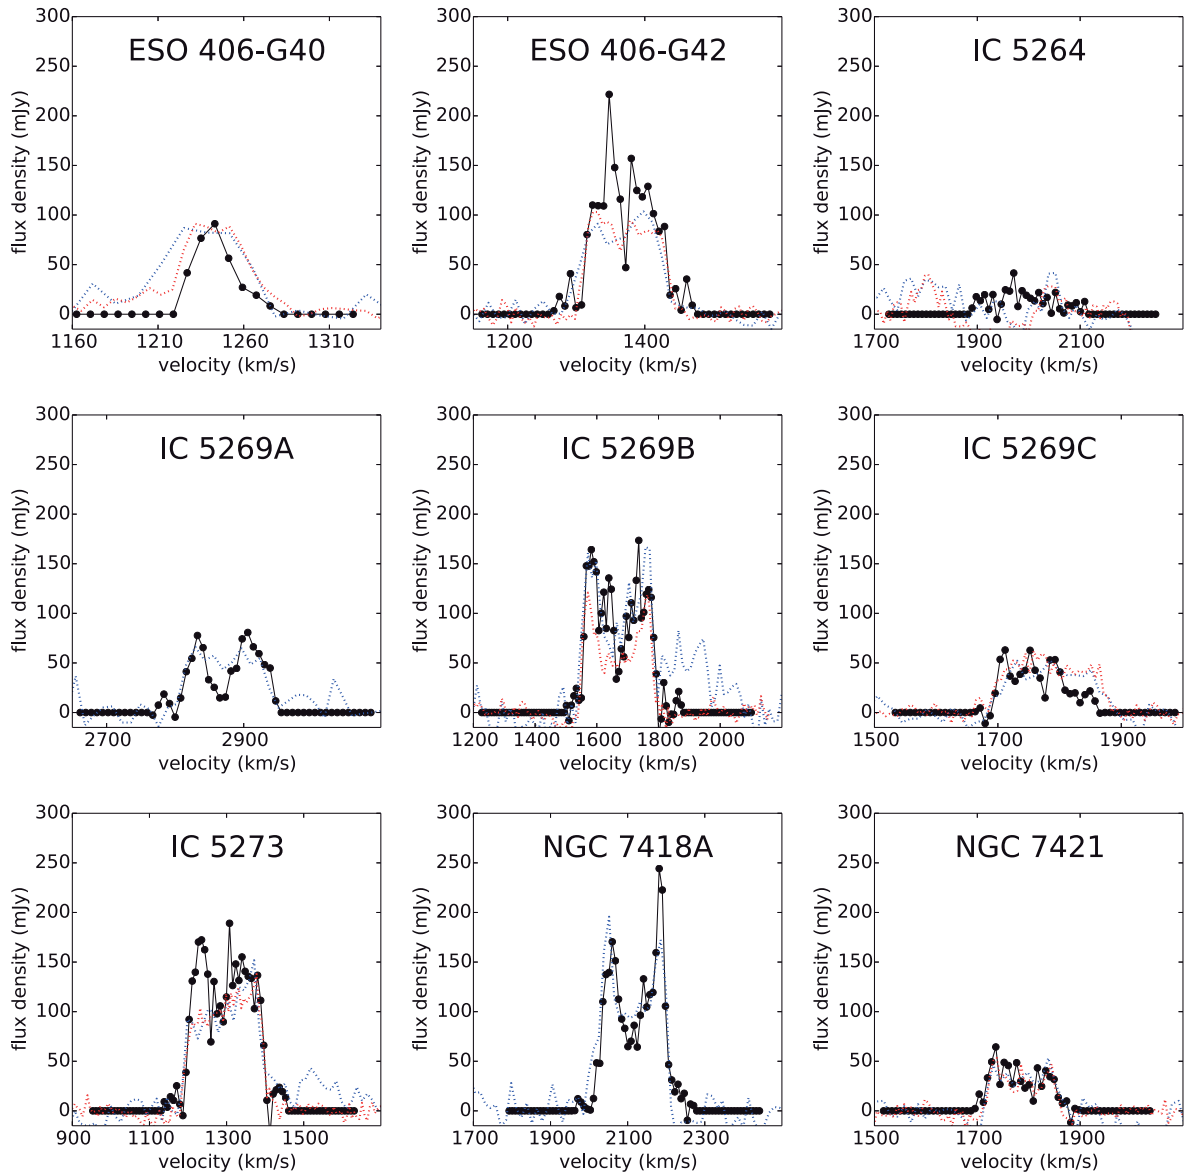 ESO 406-G40
flux density (mJy)
300
250
200
150
100
50
0
1160 1210 1260 1310
velocity (km/s)
ESO 406-G42
flux density (mJy)
300
250
200
150
100
50
0
1200 1400
velocity (km/s)
IC 5264
flux density (mJy)
300
250
200
150
100
50
0
1700 1900 2100
velocity (km/s)
IC 5269A
flux density (mJy)
300
250
200
150
100
50
0
2700 2900
velocity (km/s)
IC 5269B
flux density (mJy)
300
250
200
150
100
50
0
1200 1400 1600 1800 2000
velocity (km/s)
IC 5269C
flux density (mJy)
300
250
200
150
100
50
0
1500 1700 1900
velocity (km/s)
IC 5273
flux density (mJy)
300
250
200
150
100
50
0
900 1100 1300 1500
velocity (km/s)
NGC 7418A
flux density (mJy)
300
250
200
150
100
50
0
1700 1900 2100 2300
velocity (km/s)
NGC 7421
flux density (mJy)
300
250
200
150
100
50
0
1500 1700 1900
velocity (km/s)